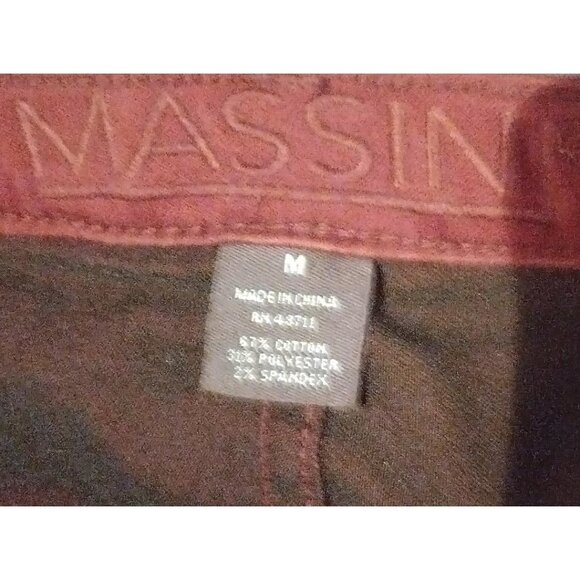 MASSIN
M
MADE IN CHINA
RN 43711
67% COTTON
31% POLYESTER
2% SPANDEX